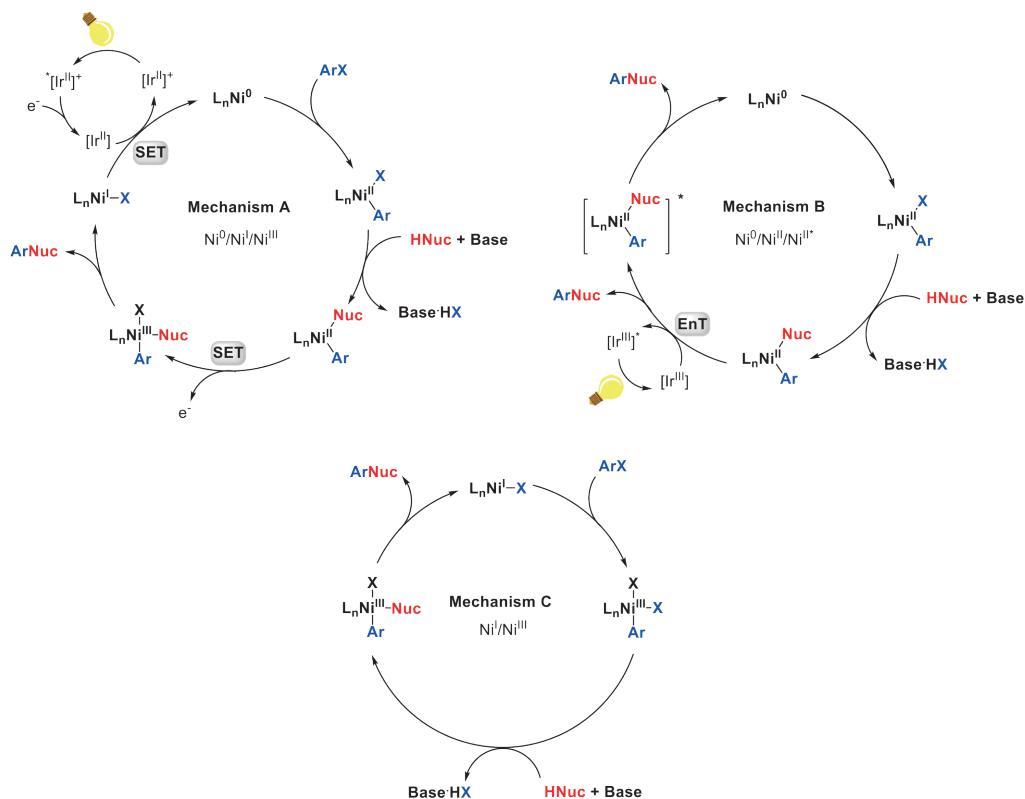 *[IrII]+
[IrII]+
e-
[IrII]
SET
LnNi0
ArX
LnNiI–X
Mechanism A
Ni0/NiI/NiIII
X
LnNiII
Ar
ArNuc
HNuc + Base
Base·HX
X
LnNiIII–Nuc
Ar
SET
Nuc
LnNiII
Ar
e-
ArNuc
LnNi0
Nuc
LnNiII
Ar
*
Mechanism B
Ni0/NiII/NiII*
X
LnNiII
Ar
ArNuc
EnT
HNuc + Base
[IrIII]*
[IrIII]
Nuc
LnNiII
Ar
Base·HX
ArNuc
LnNiI–X
ArX
X
LnNiIII–Nuc
Ar
Mechanism C
NiI/NiIII
X
LnNiIII–X
Ar
Base·HX
HNuc + Base